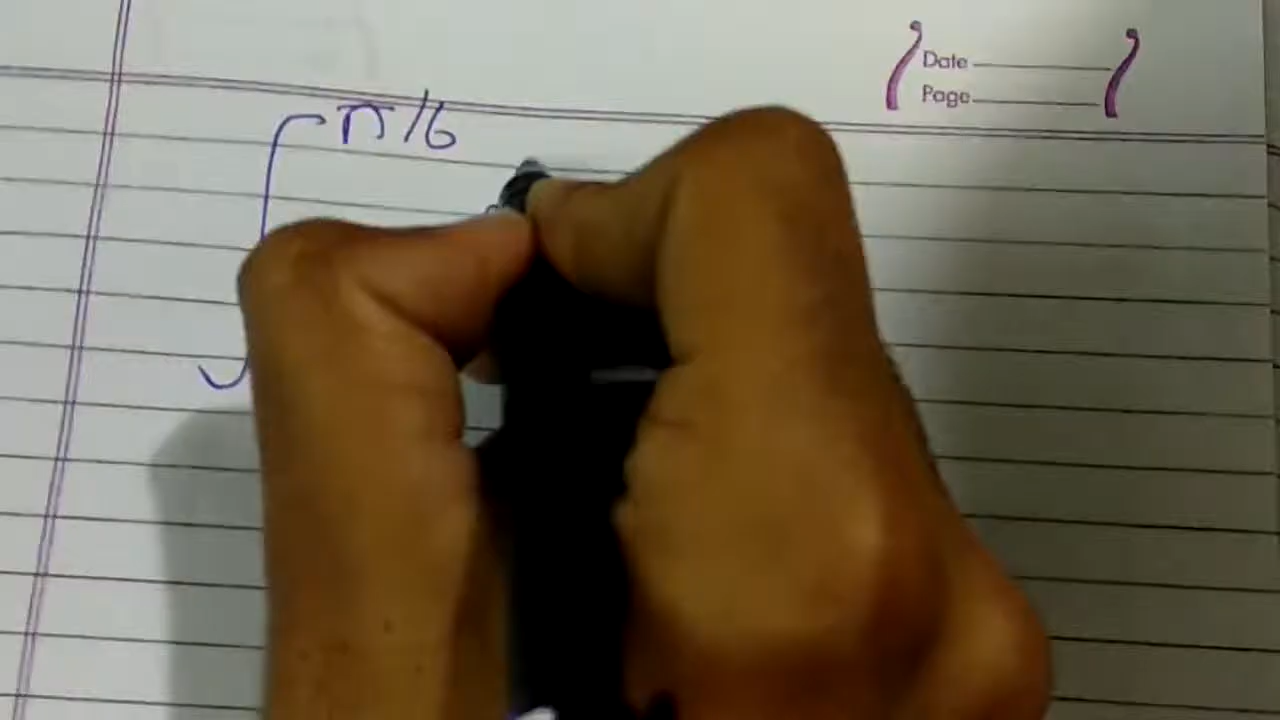 Date
Page
∫ π/6